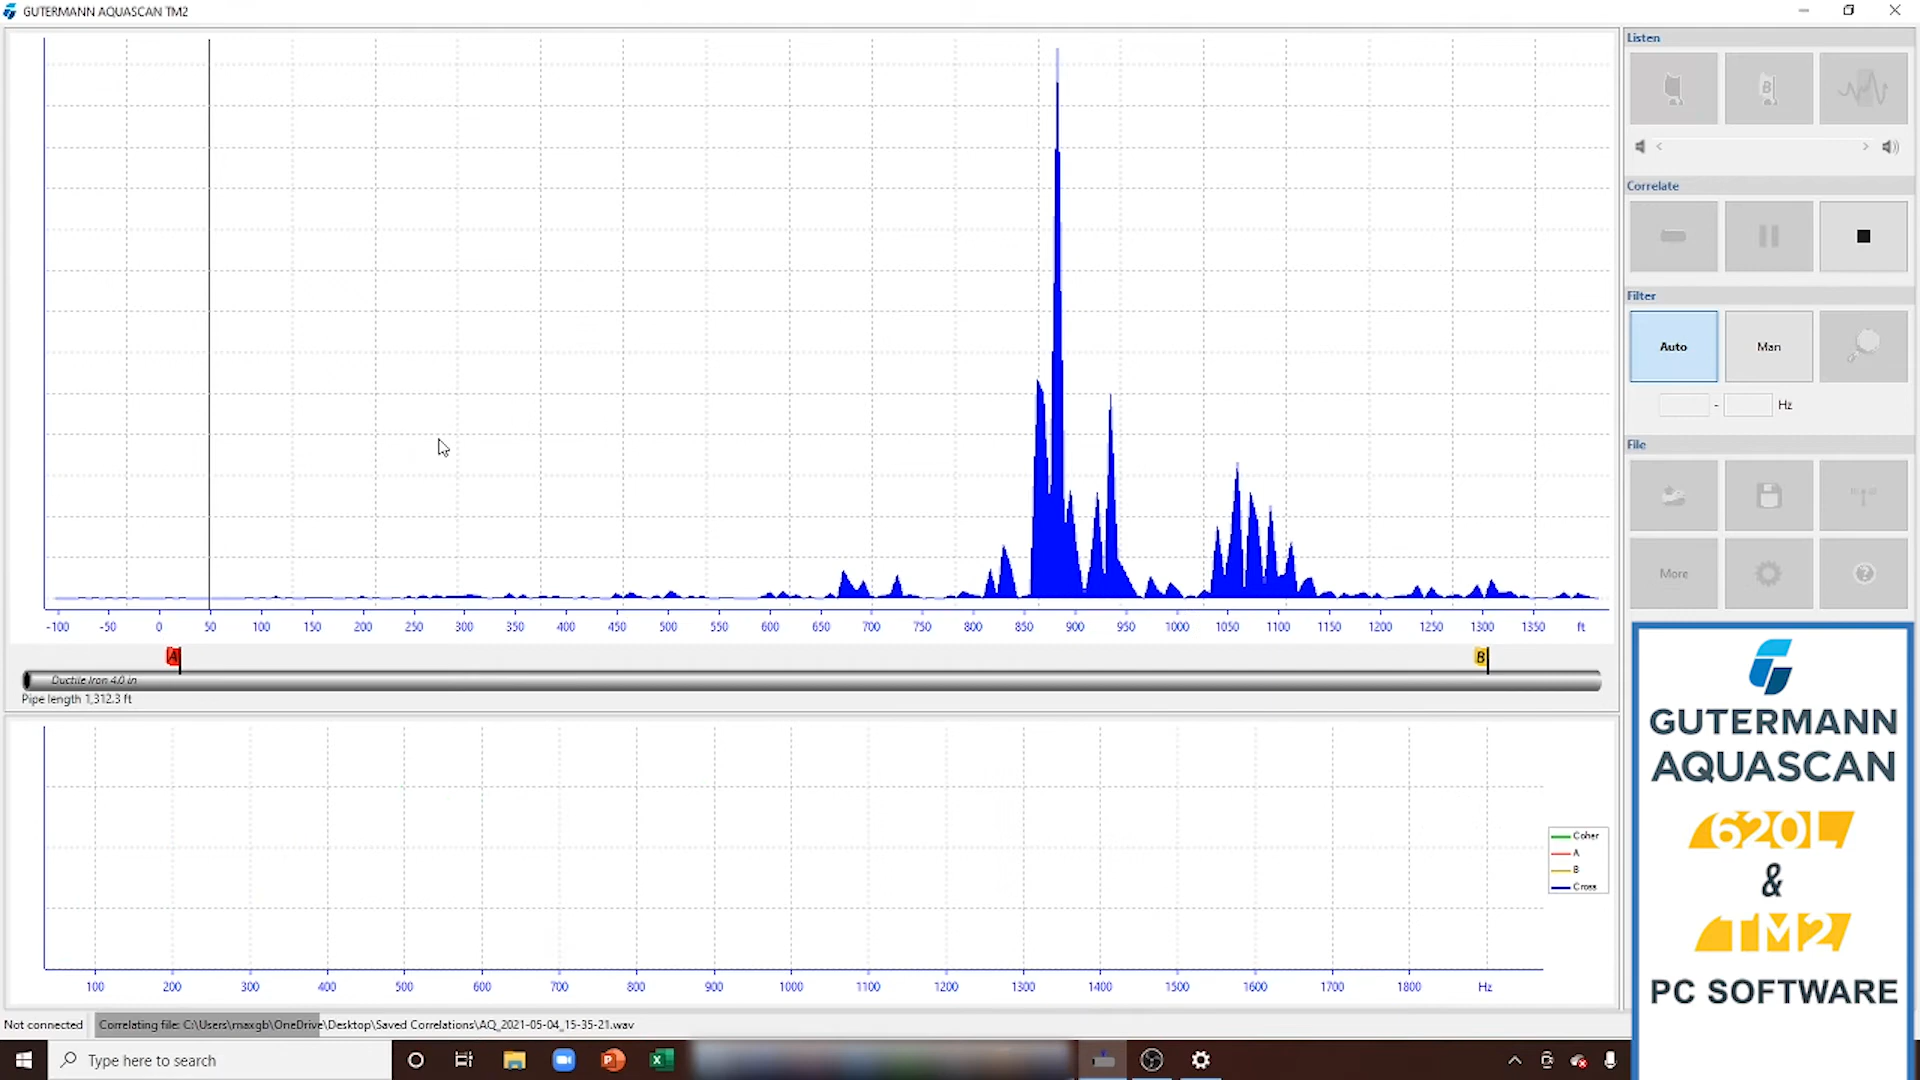 GUTERMANN AQUASCAN TM2
Listen
B
Correlate
Filter
Auto
Man
- Hz
File
More
-100 -50 0 50 100 150 200 250 300 350 400 450 500 550 600 650 700 750 800 850 900 950 1000 1050 1100 1150 1200 1250 1300 1350 ft
A B
Ductile Iron 4.0 in
Pipe length 1,312.3 ft
Coher
A
B
Cross
100 200 300 400 500 600 700 800 900 1000 1100 1200 1300 1400 1500 1600 1700 1800 Hz
GUTERMANN
AQUASCAN
620L
&
TM2
PC SOFTWARE
Not connected Correlating file: C:\Users\maxgb\OneDrive\Desktop\Saved Correlations\AQ_2021-05-04_15-35-21.wav
Type here to search